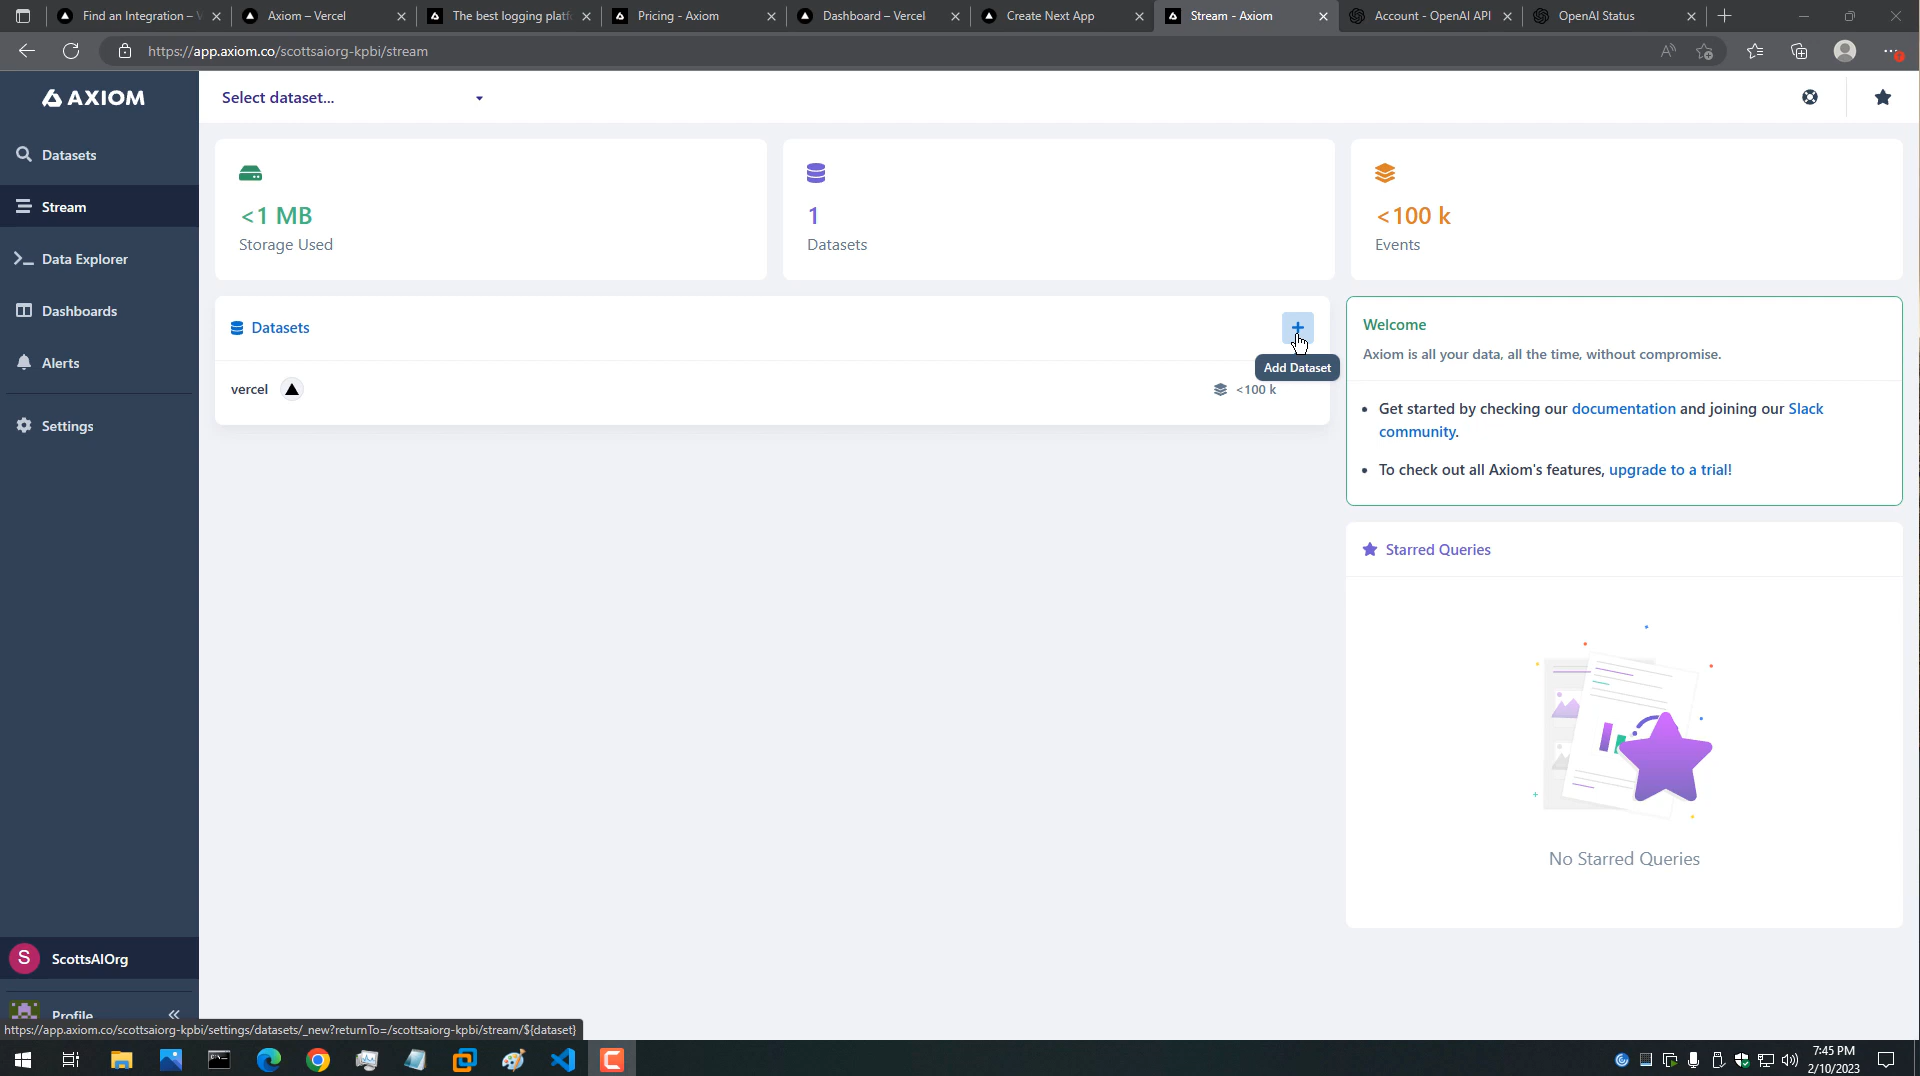 Find an Integration – V
Axiom – Vercel
The best logging platf
Pricing - Axiom
Dashboard – Vercel
Create Next App
Stream - Axiom
Account - OpenAI API
OpenAI Status
https://app.axiom.co/scottsaiorg-kpbi/stream
AXIOM
Select dataset...
Datasets
Stream
Data Explorer
Dashboards
Alerts
Settings
<1 MB
Storage Used
1
Datasets
<100 k
Events
Datasets
Add Dataset
vercel
<100 k
Welcome
Axiom is all your data, all the time, without compromise.
• Get started by checking our documentation and joining our Slack
community.
• To check out all Axiom's features, upgrade to a trial!
Starred Queries
No Starred Queries
S
ScottsAIOrg
Profile
https://app.axiom.co/scottsaiorg-kpbi/settings/datasets/_new?returnTo=/scottsaiorg-kpbi/stream/${dataset}
7:45 PM
2/10/2023